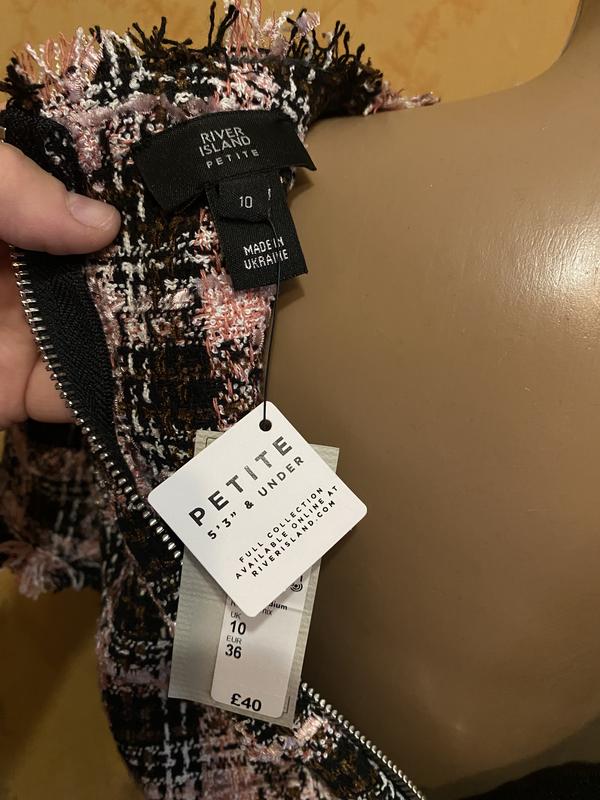 RIVER
ISLAND
PETITE
10
MADE IN
UKRAINE
PETITE
5'3" & UNDER
FULL COLLECTION
AVAILABLE ONLINE AT
RIVERISLAND.COM
UK
10
EUR
36
£40